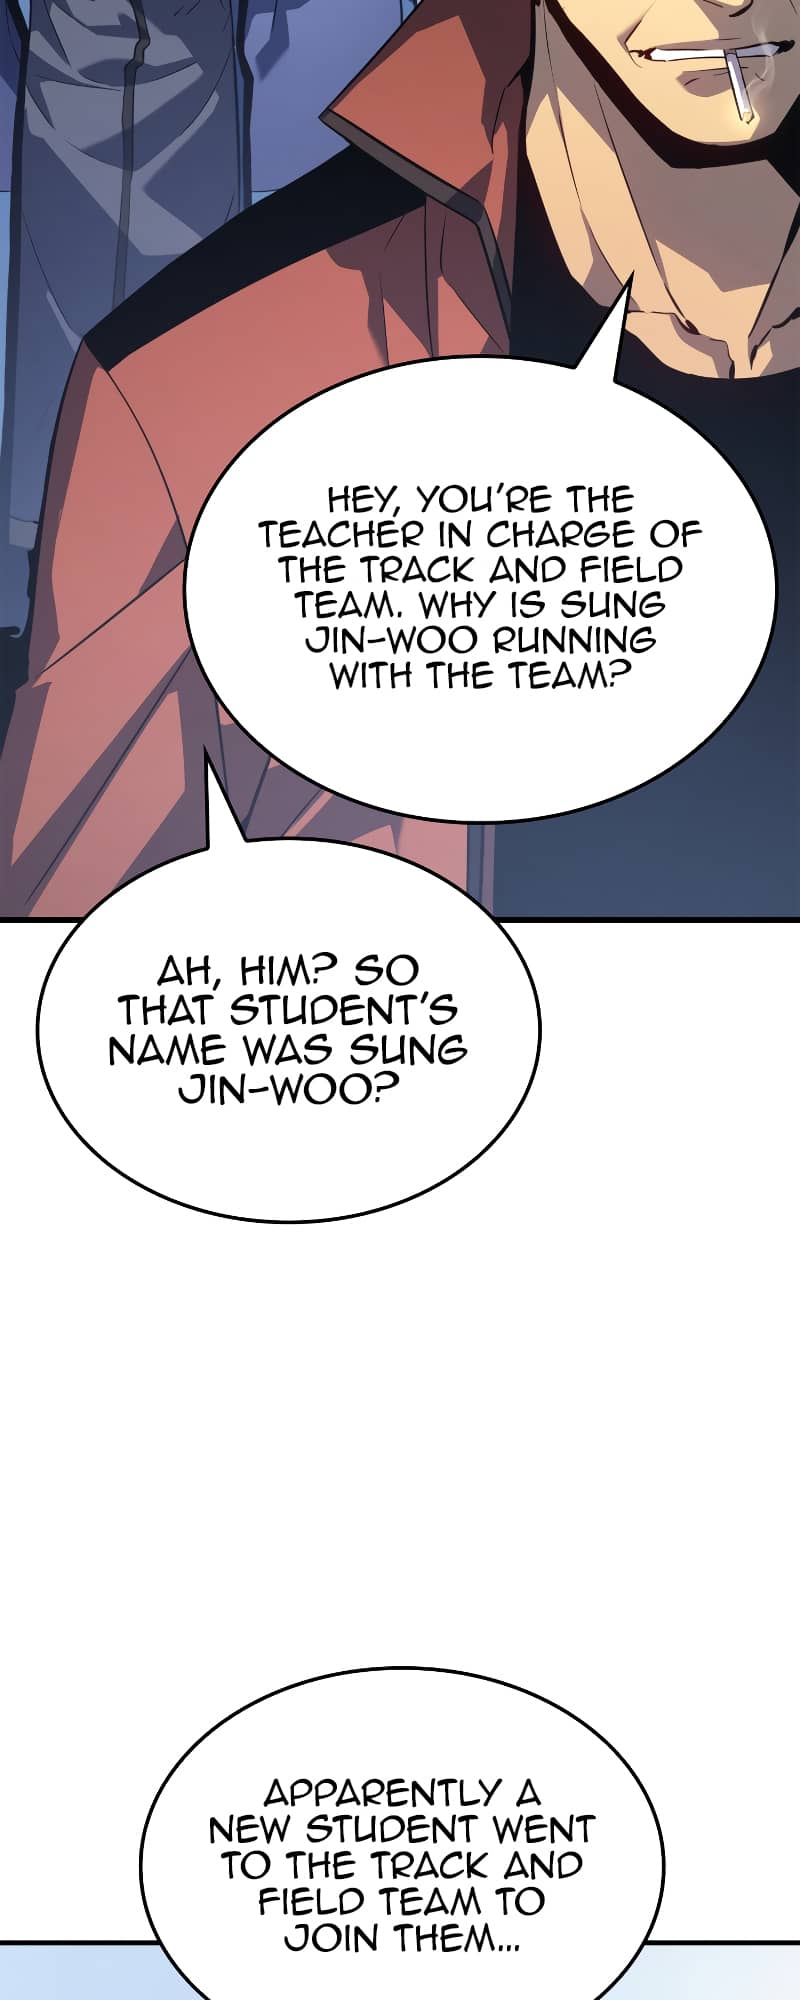 HEY, YOU'RE THE
TEACHER IN CHARGE OF
THE TRACK AND FIELD
TEAM. WHY IS SUNG
JIN-WOO RUNNING
WITH THE TEAM?
AH, HIM? SO
THAT STUDENT'S
NAME WAS SUNG
JIN-WOO?
APPARENTLY A
NEW STUDENT WENT
TO THE TRACK AND
FIELD TEAM TO
JOIN THEM...